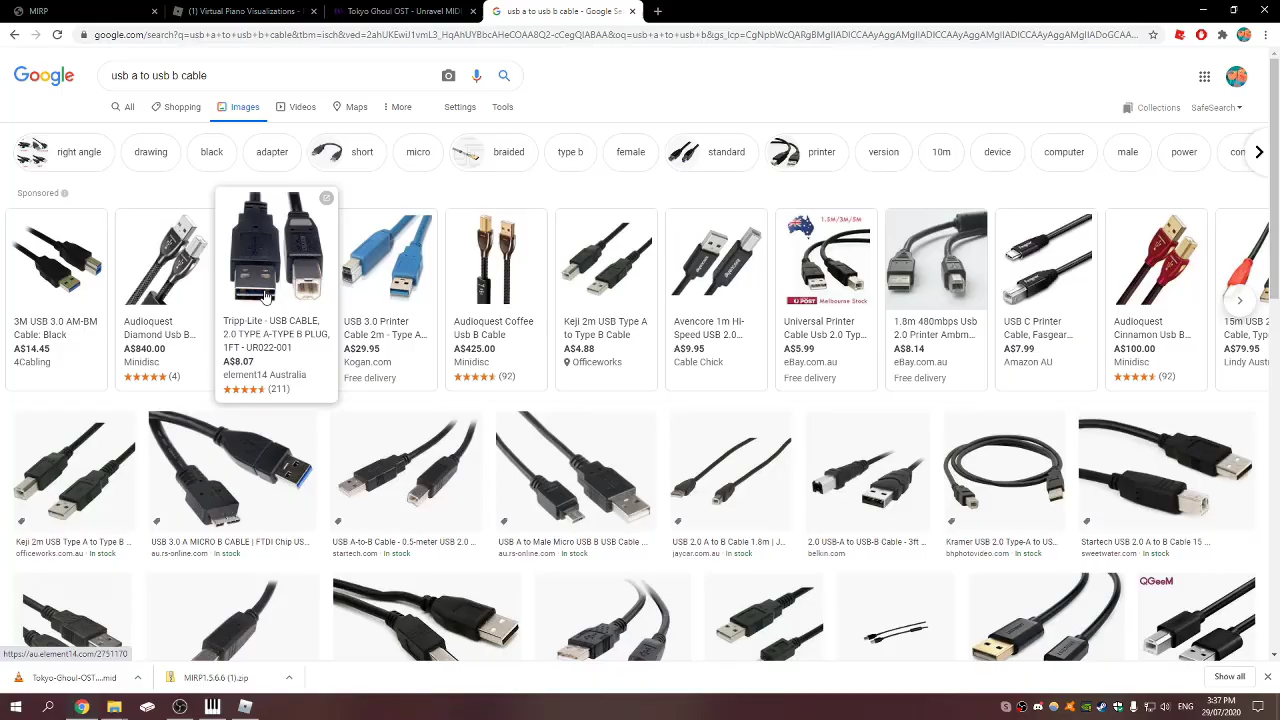 MIRP
(1) Virtual Piano Visualizations - S
Tokyo Ghoul OST - Unravel MIDI
usb a to usb b cable - Google Se
google.com/search?q=usb+a+to+usb+b+cable&tbm=isch&ved=2ahUKEwiJ1vmL3_HqAhUYBbcAHeCOAA8Q2-cCegQIABAA&oq=usb+a+to+usb+b&gs_lcp=CgNpbWcQARgBMgIIADICCAAyAggAMgIIADICCAAyAggAMgIIADICCAAyAggAMgIIADoGCAA...
Google
usb a to usb b cable
All
Shopping
Images
Videos
Maps
More
Settings
Tools
Collections
SafeSearch
right angle
drawing
black
adapter
short
micro
braided
type b
female
standard
printer
version
10m
device
computer
male
power
con
Sponsored
3M USB 3.0 AM-BM
Cable: Black
A$14.45
4Cabling
Audioquest
Diamond Usb B...
A$840.00
Minidisc
(4)
Tripp-Lite - USB CABLE,
2.0 TYPE A-TYPE B PLUG,
1FT - UR022-001
A$8.07
element14 Australia
(211)
USB 3.0 Printer
Cable 2m - Type A...
A$29.95
Kogan.com
Free delivery
Audioquest Coffee
Usb B Cable
A$425.00
Minidisc
(92)
Keji 2m USB Type A
to Type B Cable
A$4.88
Officeworks
Avencore 1m Hi-
Speed USB 2.0...
A$9.95
Cable Chick
1.5M/3M/5M
POST Melbourne Stock
Universal Printer
Cable Usb 2.0 Typ...
A$5.99
eBay.com.au
Free delivery
1.8m 480mbps Usb
2.0 Printer Ambm...
A$8.14
eBay.com.au
Free delivery
USB C Printer
Cable, Fasgear...
A$7.99
Amazon AU
Audioquest
Cinnamon Usb B...
A$100.00
Minidisc
(92)
15m USB 2
Cable, Type
A$79.95
Lindy Austr
Keji 2m USB Type A to Type B ...
officeworks.com.au · In stock
USB 3.0 A MICRO B CABLE | FTDI Chip US...
au.rs-online.com · In stock
USB A-to-B Cable - 0.5-meter USB 2.0 ...
startech.com · In stock
USB A to Male Micro USB B USB Cable ...
au.rs-online.com · In stock
USB 2.0 A to B Cable 1.8m | J...
jaycar.com.au · In stock
2.0 USB-A to USB-B Cable - 3ft ...
belkin.com
Kramer USB 2.0 Type-A to US...
bhphotovideo.com · In stock
Startech USB 2.0 A to B Cable 15 ...
sweetwater.com · In stock
QGeeM
https://au.element14.com/2751170
Tokyo-Ghoul-OST....mid
MIRP1.5.6.6 (1).zip
Show all
3:37 PM
29/07/2020